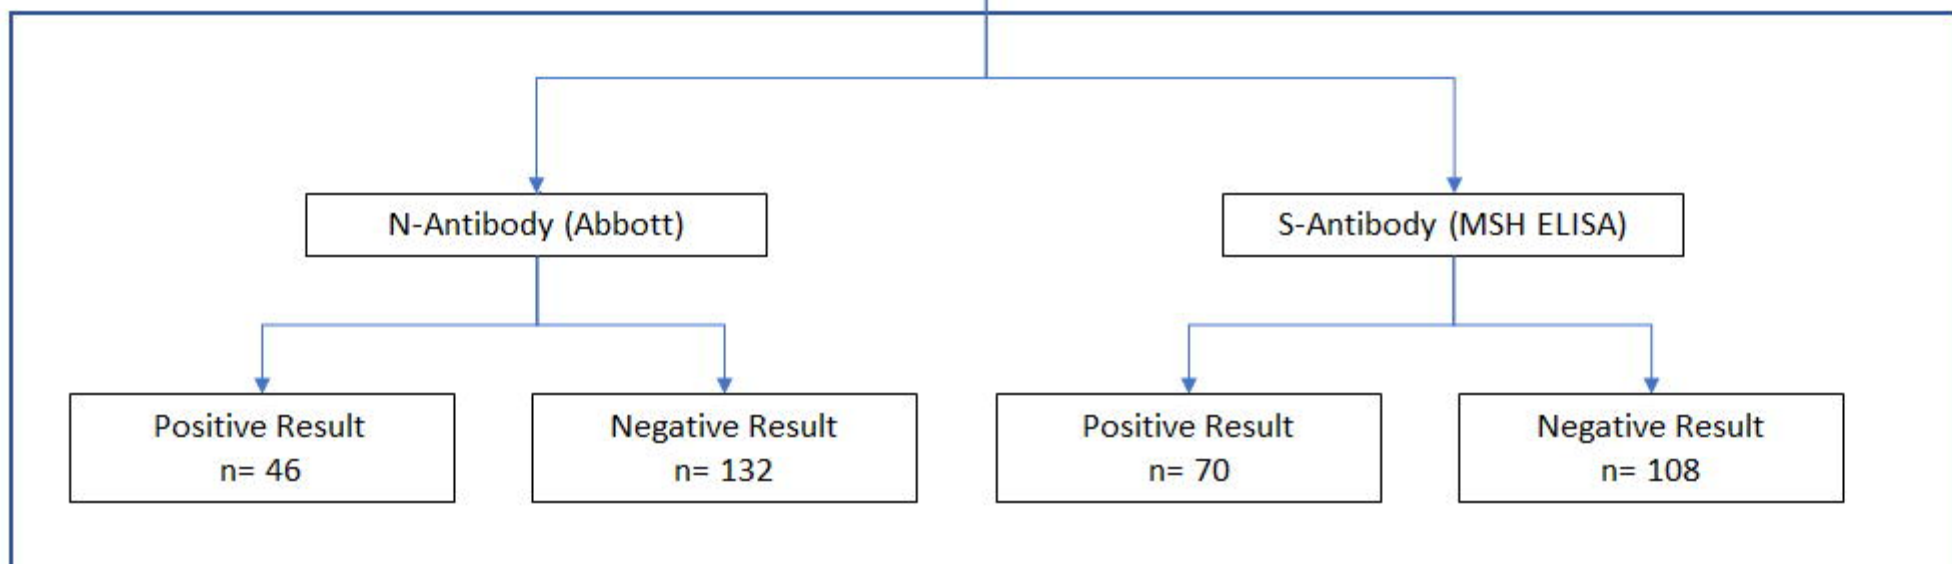 N-Antibody (Abbott)
S-Antibody (MSH ELISA)
Positive Result
n= 46
Negative Result
n= 132
Positive Result
n= 70
Negative Result
n= 108